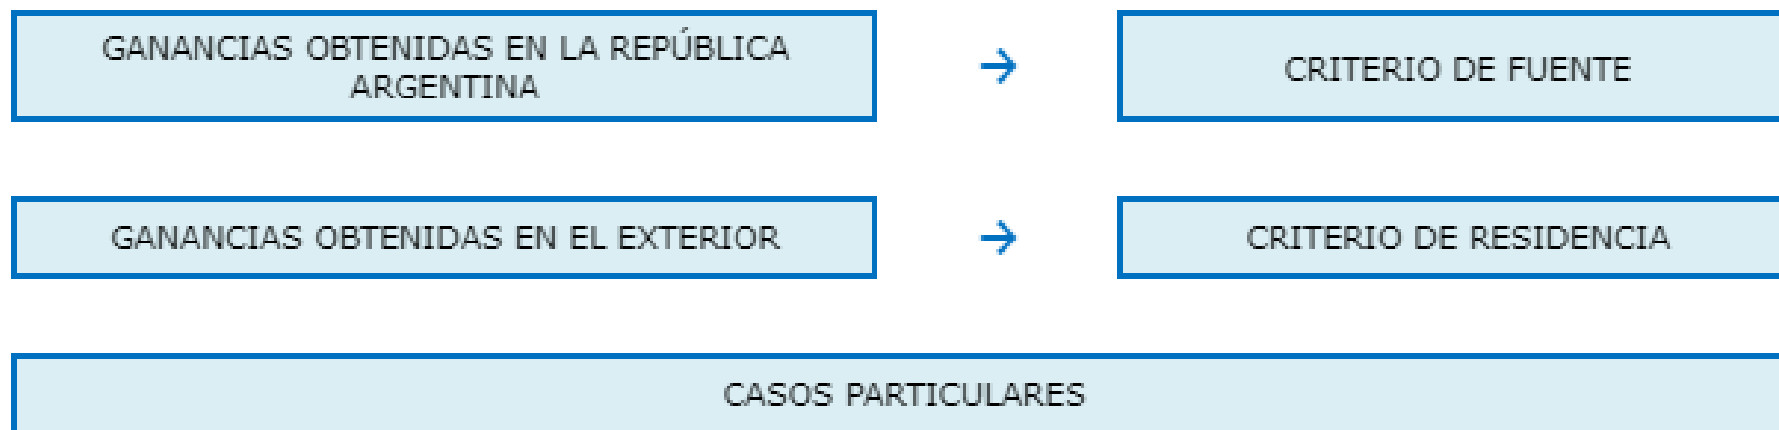 GANANCIAS OBTENIDAS EN LA REPÚBLICA
ARGENTINA
→
CRITERIO DE FUENTE
GANANCIAS OBTENIDAS EN EL EXTERIOR
→
CRITERIO DE RESIDENCIA
CASOS PARTICULARES